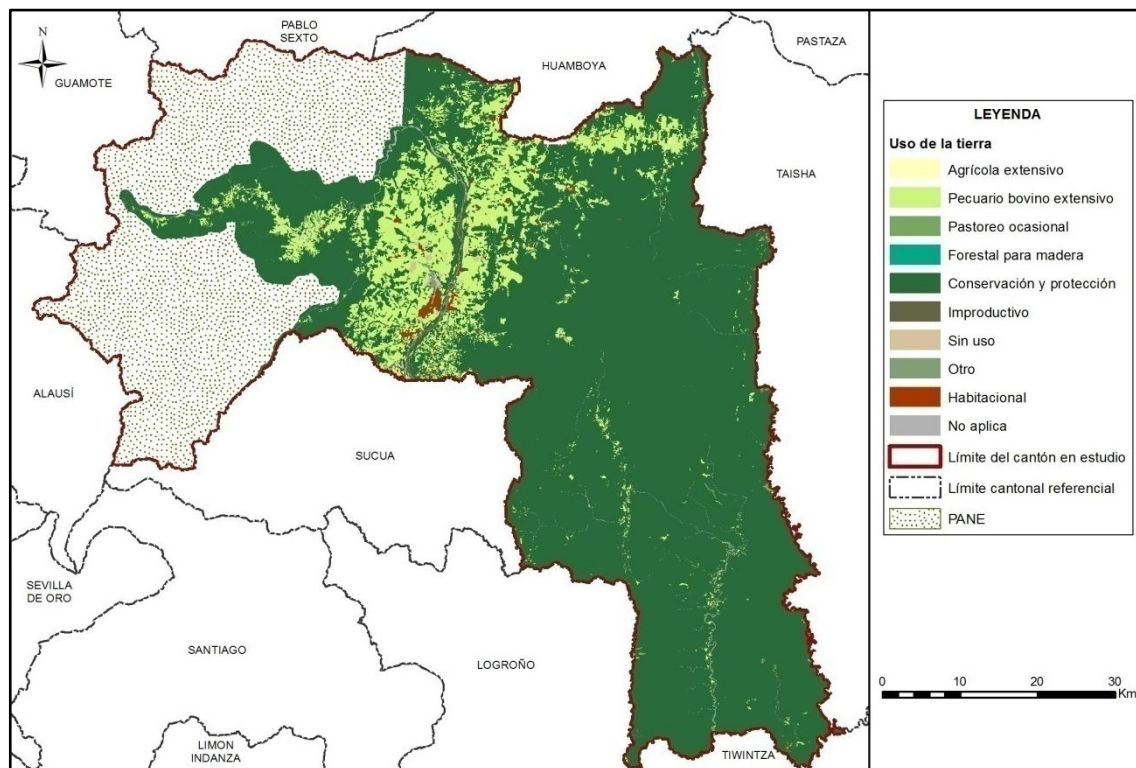 N
PABLO
SEXTO
PASTAZA
GUAMOTE
HUAMBOYA
TAISHA
ALAUSÍ
SUCUA
SEVILLA
DE ORO
SANTIAGO
LOGROÑO
LIMON
INDANZA
TIWINTZA
LEYENDA
Uso de la tierra
Agrícola extensivo
Pecuario bovino extensivo
Pastoreo ocasional
Forestal para madera
Conservación y protección
Improductivo
Sin uso
Otro
Habitacional
No aplica
Límite del cantón en estudio
Límite cantonal referencial
PANE
0 10 20 30
Km